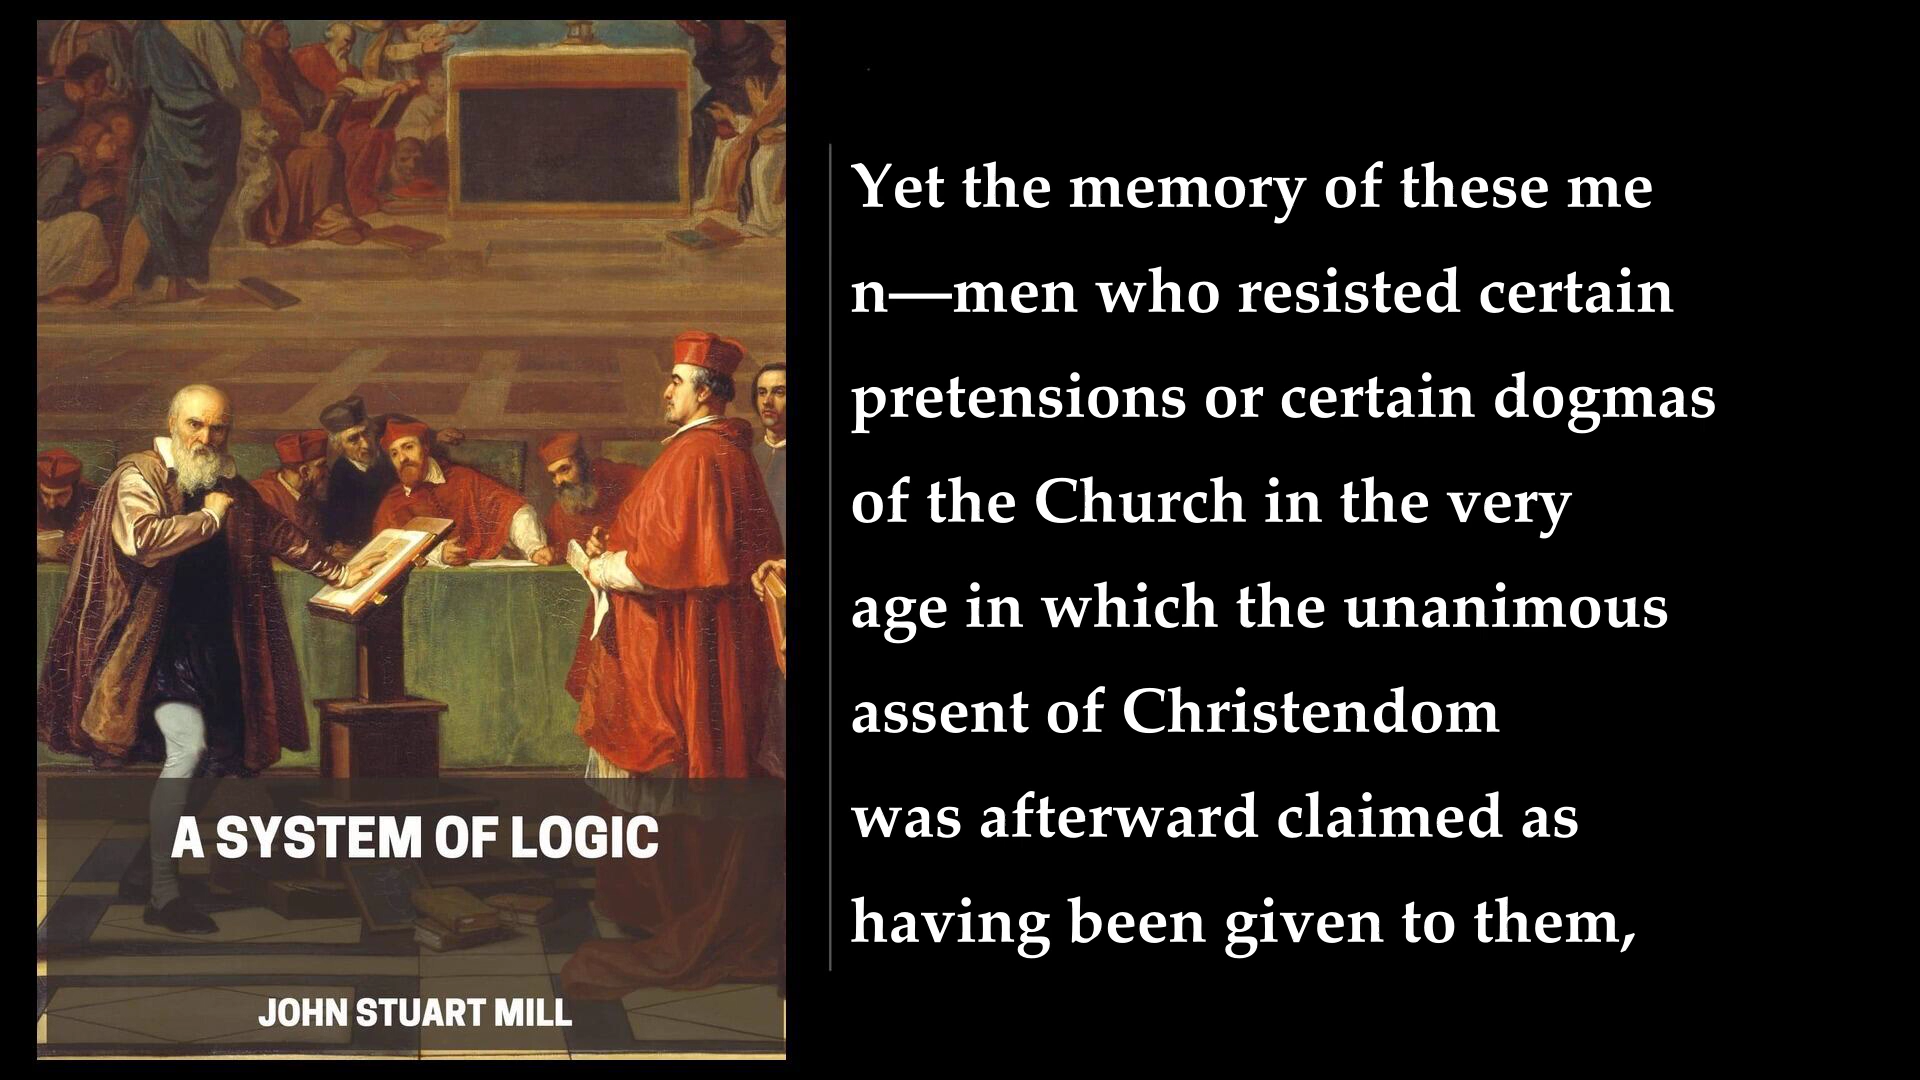 A SYSTEM OF LOGIC
JOHN STUART MILL
Yet the memory of these me
n—men who resisted certain
pretensions or certain dogmas
of the Church in the very
age in which the unanimous
assent of Christendom
was afterward claimed as
having been given to them,